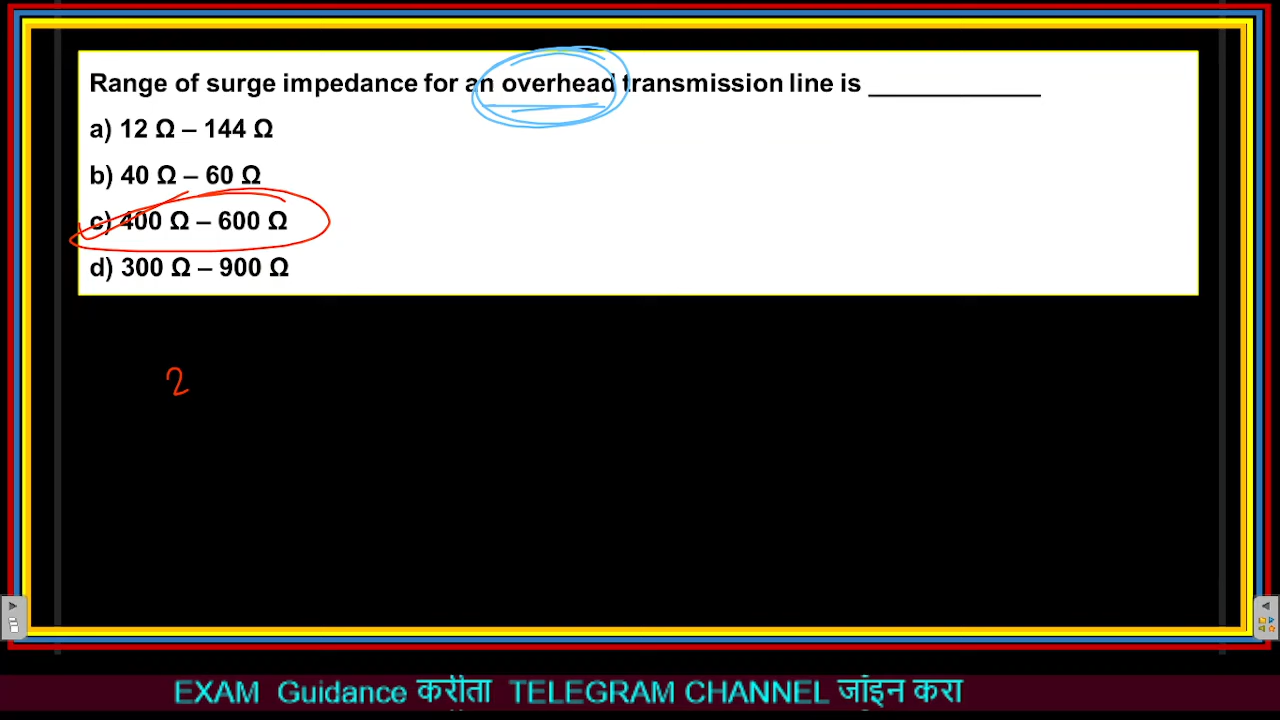 Range of surge impedance for an overhead transmission line is ____________
a) 12 Ω – 144 Ω
b) 40 Ω – 60 Ω
c) 400 Ω – 600 Ω
d) 300 Ω – 900 Ω
2
EXAM Guidance करीता TELEGRAM CHANNEL जॉइन करा